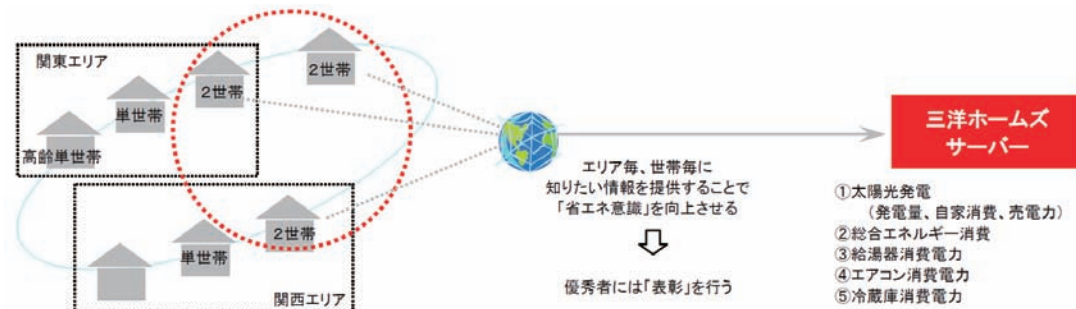 関東エリア
2世帯
2世帯
単世帯
高齢単世帯
2世帯
単世帯
関西エリア
エリア毎、世帯毎に
知りたい情報を提供することで
「省エネ意識」を向上させる
優秀者には「表彰」を行う
三洋ホームズ
サーバー
①太陽光発電
(発電量、自家消費、売電力)
②総合エネルギー消費
③給湯器消費電力
④エアコン消費電力
⑤冷蔵庫消費電力